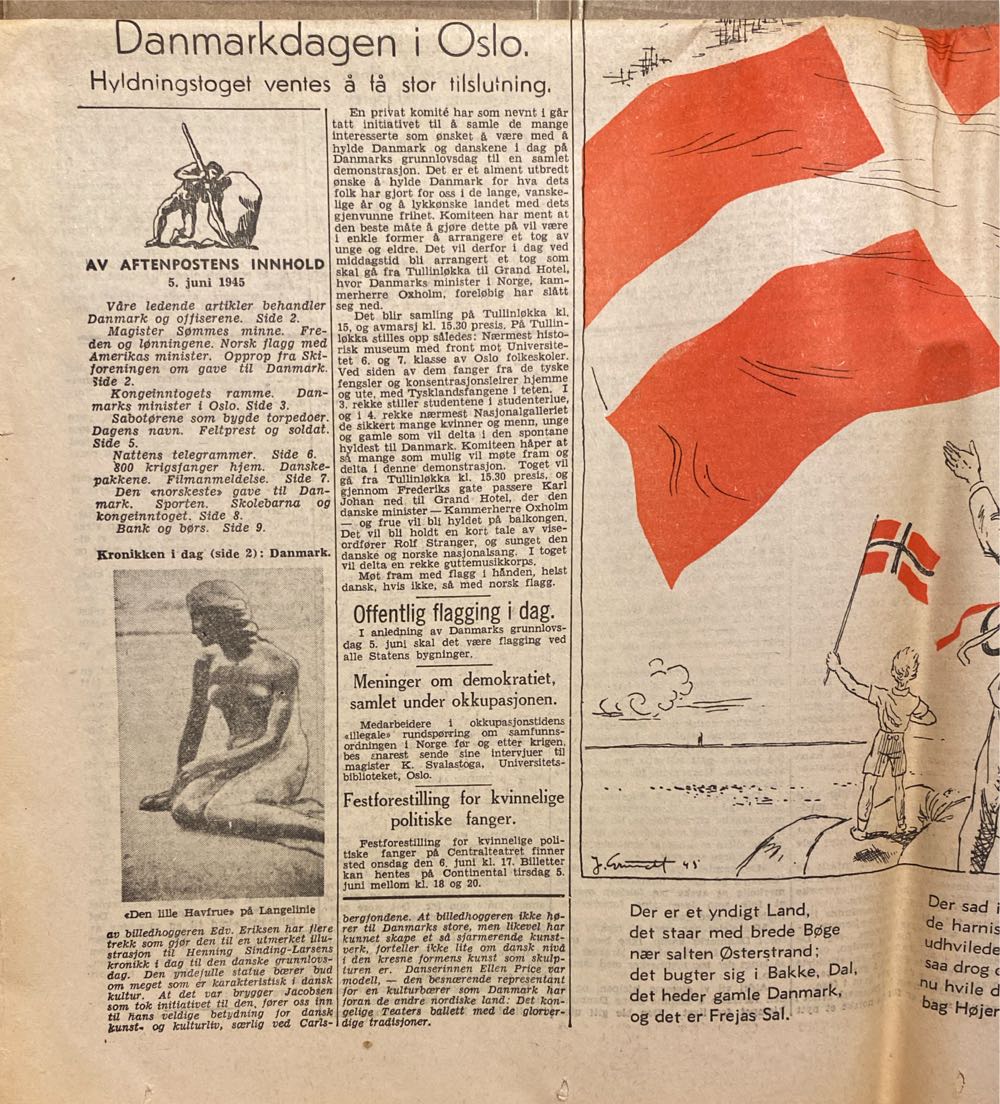 Danmarkdagen i Oslo.
Hyldningstoget ventes å få stor tilslutning.
AV AFTENPOSTENS INNHOLD
5. juni 1945
Våre ledende artikler behandler
Danmark og offiserene. Side 2.
Magister Sømmes minne. Fre-
den og lønningene. Norsk flagg med
Amerikas minister. Opprop fra Ski-
foreningen om gave til Danmark.
Side 2.
Kongeinntogets ramme. Dan-
marks minister i Oslo. Side 3.
Sabotørene som bygde torpedoer.
Dagens navn. Feltprest og soldat.
Side 5.
Nattens telegrammer. Side 6.
800 krigsfanger hjem. Danske-
pakkene. Filmanmeldelse. Side 7.
Den «norskeste» gave til Dan-
mark. Sporten. Skolebarna og
kongeinntoget. Side 8.
Bank og børs. Side 9.
Kronikken i dag (side 2): Danmark.
«Den lille Havfrue» på Langelinie
av billedhoggeren Edv. Eriksen har flere
trekk som gjør den til en utmerket illu-
strasjon til Henning Sinding-Larsens
kronikk i dag til den danske grunnlovs-
dag. Den yndefulle statue bærer bud
om meget som er karakteristisk i dansk
kultur. At det var brygger Jacobsen
som tok initiativet til den, fører oss inn
til hans veldige betydning for dansk
kunst- og kulturliv, særlig ved Carls-
bergfondene. At billedhoggeren ikke hø-
rer til Danmarks store, men likevel har
kunnet skape et så sjarmerende kunst-
verk, forteller ikke lite om dansk nivå
i den kresne formens kunst som skulp-
turen er. Danserinnen Ellen Price var
modell, — den besnærende representant
for en kulturbærer som Danmark har
foran de andre nordiske land: Det kon-
gelige Teaters ballett med de glorver-
dige tradisjoner.
En privat komité har som nevnt i går
tatt initiativet til å samle de mange
interesserte som ønsket å være med å
hylde Danmark og danskene i dag på
Danmarks grunnlovsdag til en samlet
demonstrasjon. Det er et alment utbredt
ønske å hylde Danmark for hva dets
folk har gjort for oss i de lange, vanske-
lige år og å lykkønske landet med dets
gjenvunne frihet. Komiteen har ment at
den beste måte å gjøre dette på vil være
i enkle former å arrangere et tog av
unge og eldre. Det vil derfor i dag ved
middagstid bli arrangert et tog som
skal gå fra Tullinløkka til Grand Hotel,
hvor Danmarks minister i Norge, kam-
merherre Oxholm, foreløbig har slått
seg ned.
Det blir samling på Tullinløkka kl.
15, og avmarsj kl. 15.30 presis. På Tullin-
løkka stilles opp således: Nærmest histo-
risk museum med front mot Universite-
tet 6. og 7. klasse av Oslo folkeskoler.
Ved siden av dem fanger fra de tyske
fengsler og konsentrasjonsleirer hjemme
og ute, med Tysklandsfangene i teten. I
3. rekke stiller studentene i studenterlue,
og i 4. rekke nærmest Nasjonalgalleriet
de sikkert mange kvinner og menn, unge
og gamle som vil delta i den spontane
hyldest til Danmark. Komiteen håper at
så mange som mulig vil møte fram og
delta i denne demonstrasjon. Toget vil
gå fra Tullinløkka kl. 15.30 presis, og
gjennom Frederiks gate passere Karl
Johan ned til Grand Hotel, der den
danske minister — Kammerherre Oxholm
— og frue vil bli hyldet på balkongen.
Det vil bli holdt en kort tale av vise-
ordfører Rolf Stranger, og sunget den
danske og norske nasjonalsang. I toget
vil delta en rekke guttemusikkorps.
Møt fram med flagg i hånden, helst
dansk, hvis ikke, så med norsk flagg.
Offentlig flagging i dag.
I anledning av Danmarks grunnlovs-
dag 5. juni skal det være flagging ved
alle Statens bygninger.
Meninger om demokratiet,
samlet under okkupasjonen.
Medarbeidere i okkupasjonstidens
«illegale» rundspørring om samfunns-
ordningen i Norge før og etter krigen,
bes snarest sende sine intervjuer til
magister K. Svalastoga, Universitets-
biblioteket, Oslo.
Festforestilling for kvinnelige
politiske fanger.
Festforestilling for kvinnelige poli-
tiske fanger på Centralteatret finner
sted onsdag den 6. juni kl. 17. Billetter
kan hentes på Continental tirsdag 5.
juni mellom kl. 18 og 20.
45
Der er et yndigt Land,
det staar med brede Bøge
nær salten Østerstrand;
det bugter sig i Bakke, Dal,
det heder gamle Danmark,
og det er Frejas Sal.
Der sad i
de harnis
udhvilede
saa drog
nu hvile d
bag Højer